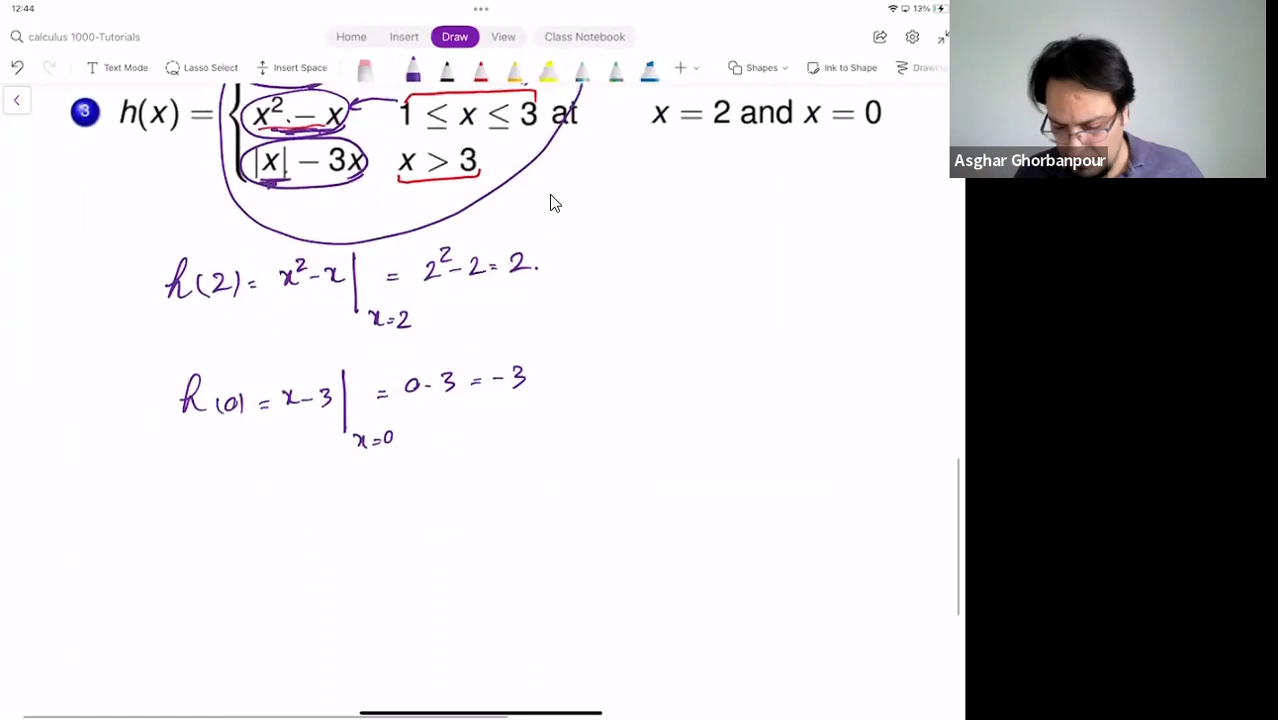 12:44
13%
calculus 1000-Tutorials
Home Insert Draw View Class Notebook
Text Mode Lasso Select Insert Space Shapes Ink to Shape Drawing
3 h(x) = { x² - x 1 ≤ x ≤ 3 at x = 2 and x = 0
|x| - 3x x > 3
Asghar Ghorbanpour
h(2) = x² - x | x=2 = 2² - 2 = 2.
h(0) = x - 3 | x=0 = 0 - 3 = -3